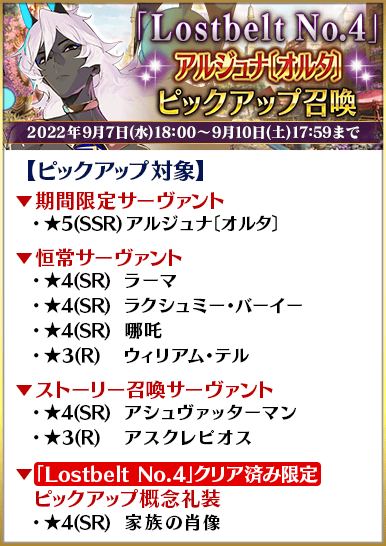 「Lostbelt No.4」
アルジュナ〔オルタ〕
ピックアップ召喚
2022年9月7日(水)18:00～9月10日(土)17:59まで
【ピックアップ対象】
▼期間限定サーヴァント
・★5(SSR) アルジュナ〔オルタ〕
▼恒常サーヴァント
・★4(SR) ラーマ
・★4(SR) ラクシュミー・バーイー
・★4(SR) 哪吒
・★3(R) ウィリアム・テル
▼ストーリー召喚サーヴァント
・★4(SR) アシュヴァッターマン
・★3(R) アスクレピオス
▼「Lostbelt No.4」クリア済み限定
ピックアップ概念礼装
・★4(SR) 家族の肖像